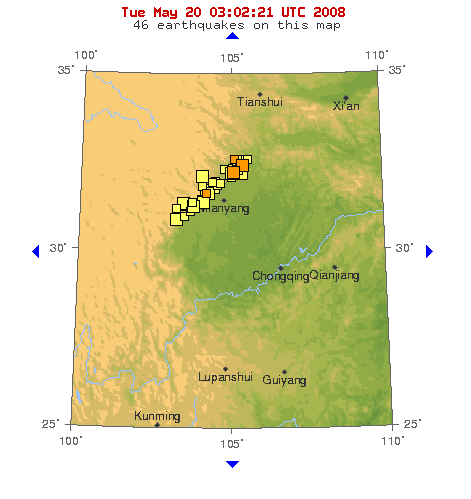 Tue May 20 03:02:21 UTC 2008
46 earthquakes on this map
100° 105° 110°
35° 35°
Tianshui
Xi'an
30° 30°
Chongqing Qianjiang
Lupanshui
Guiyang
Kunming
25° 25°
100° 105° 110°